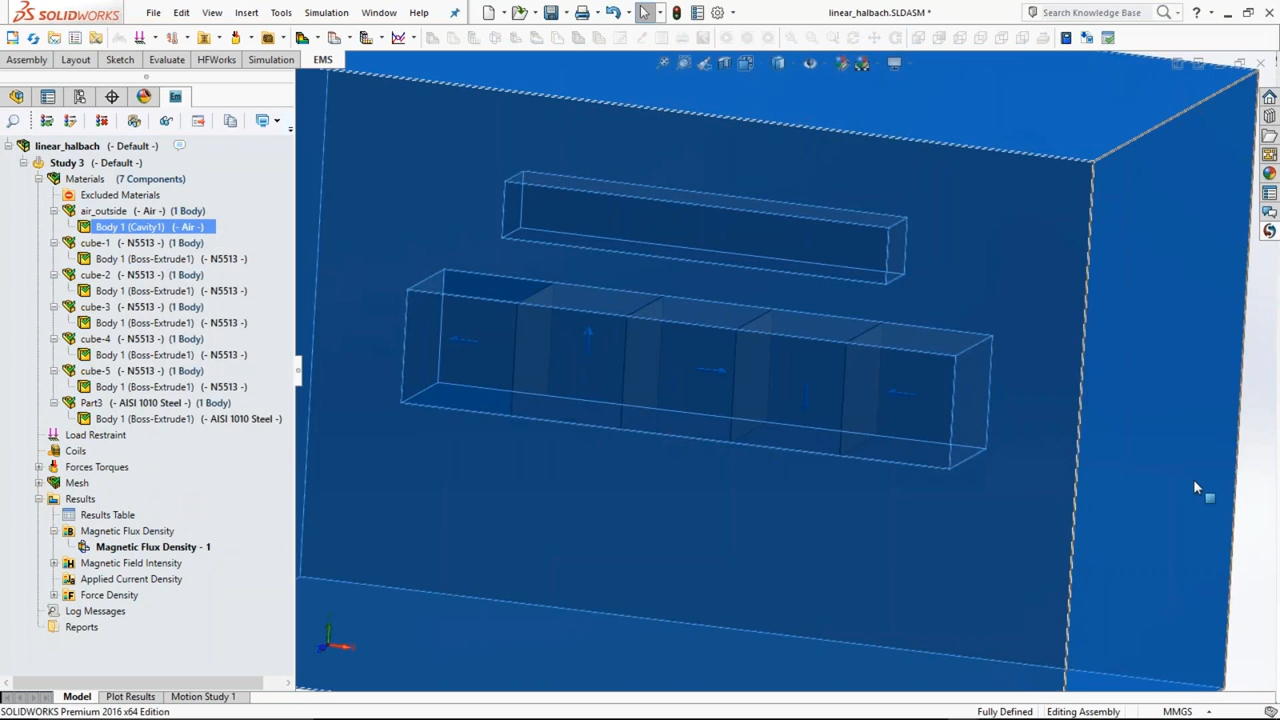 SOLIDWORKS File Edit View Insert Tools Simulation Window Help linear_halbach.SLDASM * Search Knowledge Base
Assembly Layout Sketch Evaluate HFWorks Simulation EMS
linear_halbach (- Default -)
Study 3 (- Default -)
Materials (7 Components)
Excluded Materials
air_outside (- Air -) (1 Body)
Body 1 (Cavity1) (- Air -)
cube-1 (- N5513 -) (1 Body)
Body 1 (Boss-Extrude1) (- N5513 -)
cube-2 (- N5513 -) (1 Body)
Body 1 (Boss-Extrude1) (- N5513 -)
cube-3 (- N5513 -) (1 Body)
Body 1 (Boss-Extrude1) (- N5513 -)
cube-4 (- N5513 -) (1 Body)
Body 1 (Boss-Extrude1) (- N5513 -)
cube-5 (- N5513 -) (1 Body)
Body 1 (Boss-Extrude1) (- N5513 -)
Part3 (- AISI 1010 Steel -) (1 Body)
Body 1 (Boss-Extrude1) (- AISI 1010 Steel -)
Load Restraint
Coils
Forces Torques
Mesh
Results
Results Table
Magnetic Flux Density
Magnetic Flux Density - 1
Magnetic Field Intensity
Applied Current Density
Force Density
Log Messages
Reports
Model Plot Results Motion Study 1
SOLIDWORKS Premium 2016 x64 Edition Fully Defined Editing Assembly MMGS